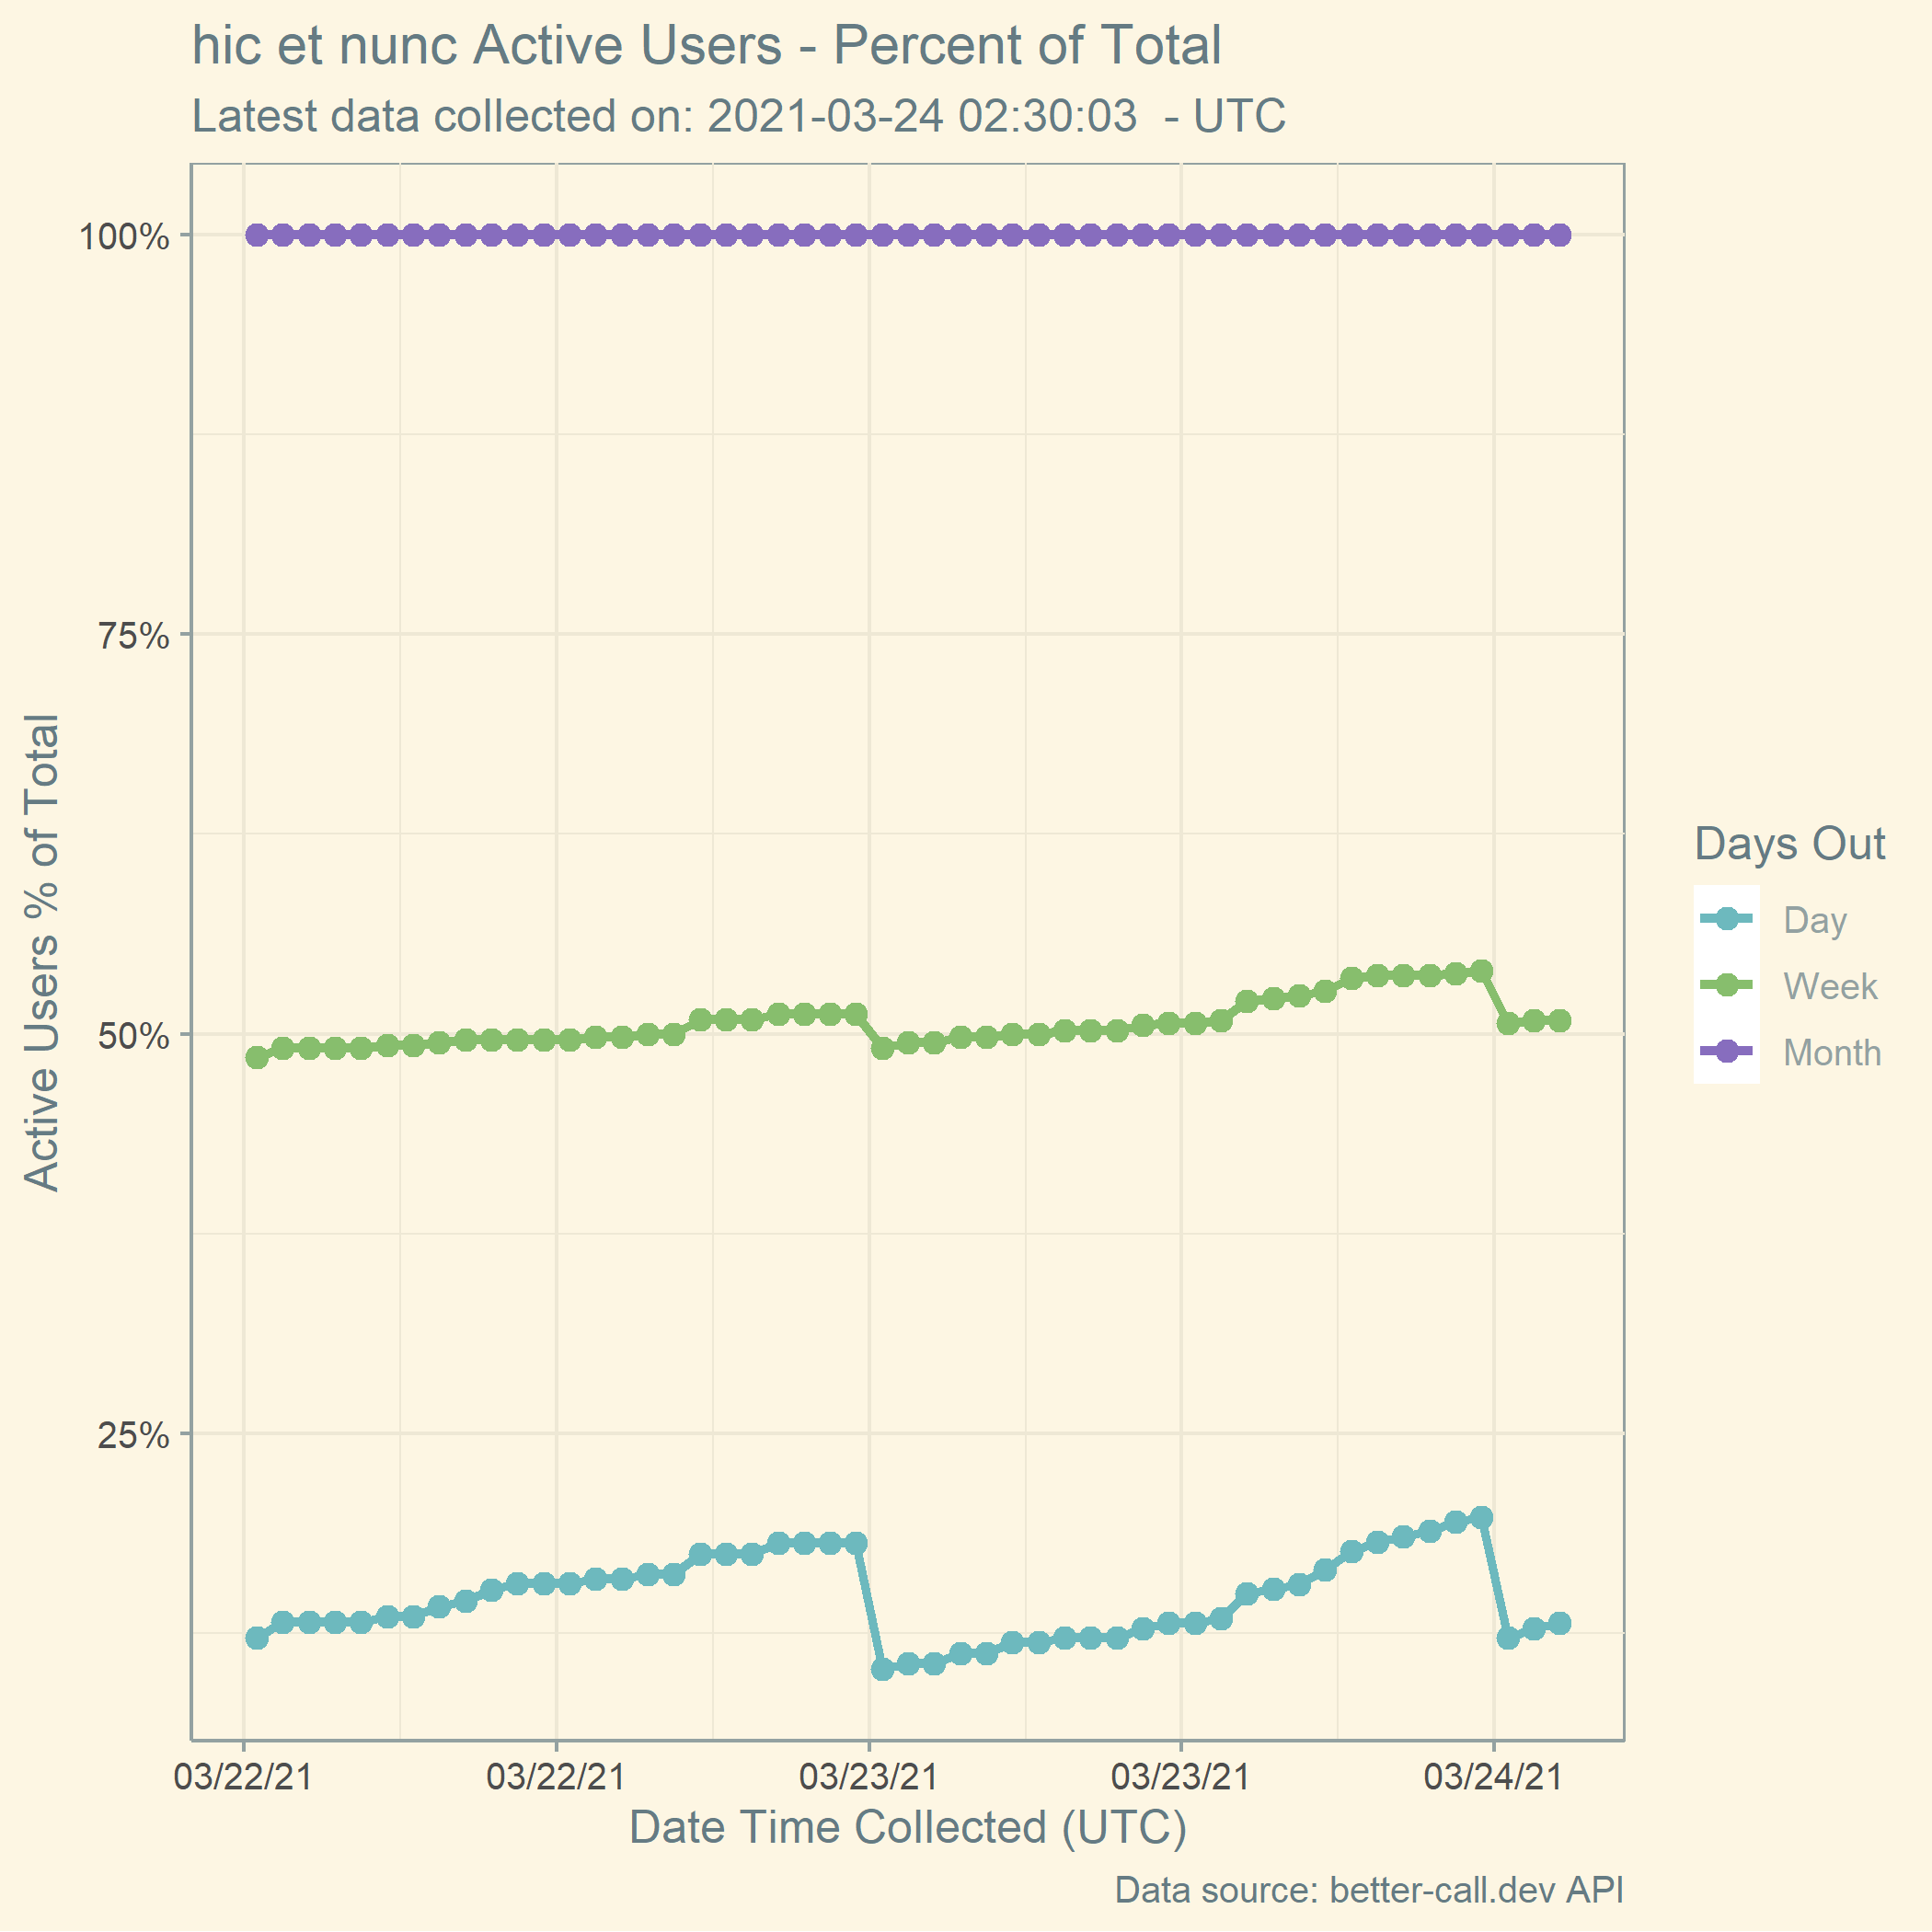 hic et nunc Active Users - Percent of Total
Latest data collected on: 2021-03-24 02:30:03  - UTC
100%
75%
50%
25%
Active Users % of Total
03/22/21 03/22/21 03/23/21 03/23/21 03/24/21
Date Time Collected (UTC)
Days Out
Day
Week
Month
Data source: better-call.dev API